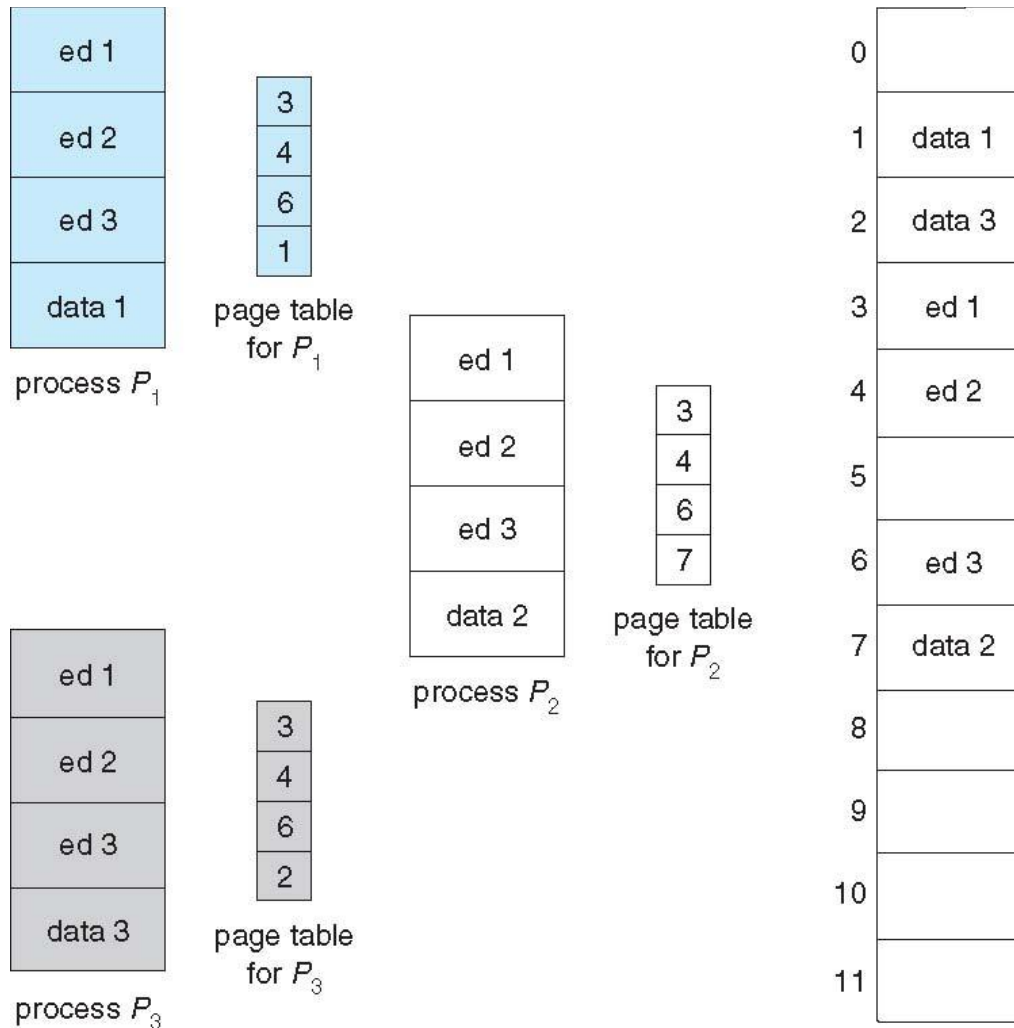 ed 1
ed 2
ed 3
data 1
process P₁
3
4
6
1
page table
for P₁
ed 1
ed 2
ed 3
data 2
process P₂
3
4
6
7
page table
for P₂
ed 1
ed 2
ed 3
data 3
process P₃
3
4
6
2
page table
for P₃
0
1 data 1
2 data 3
3 ed 1
4 ed 2
5
6 ed 3
7 data 2
8
9
10
11